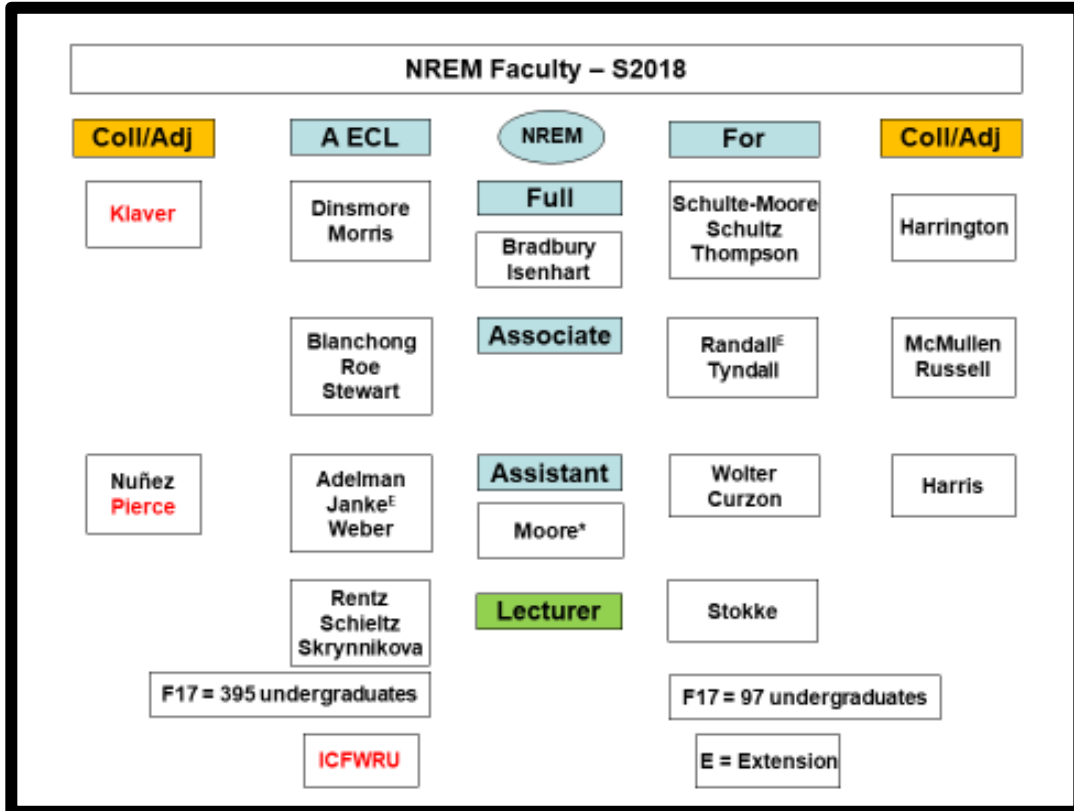 NREM Faculty – S2018
Coll/Adj
A ECL
NREM
For
Coll/Adj
Klaver
Dinsmore
Morris
Full
Bradbury
Isenhart
Schulte-Moore
Schultz
Thompson
Harrington
Blanchong
Roe
Stewart
Associate
Randallᴱ
Tyndall
McMullen
Russell
Nuñez
Pierce
Adelman
Jankeᴱ
Weber
Assistant
Moore*
Wolter
Curzon
Harris
Rentz
Schieltz
Skrynnikova
Lecturer
Stokke
F17 = 395 undergraduates
F17 = 97 undergraduates
ICFWRU
E = Extension